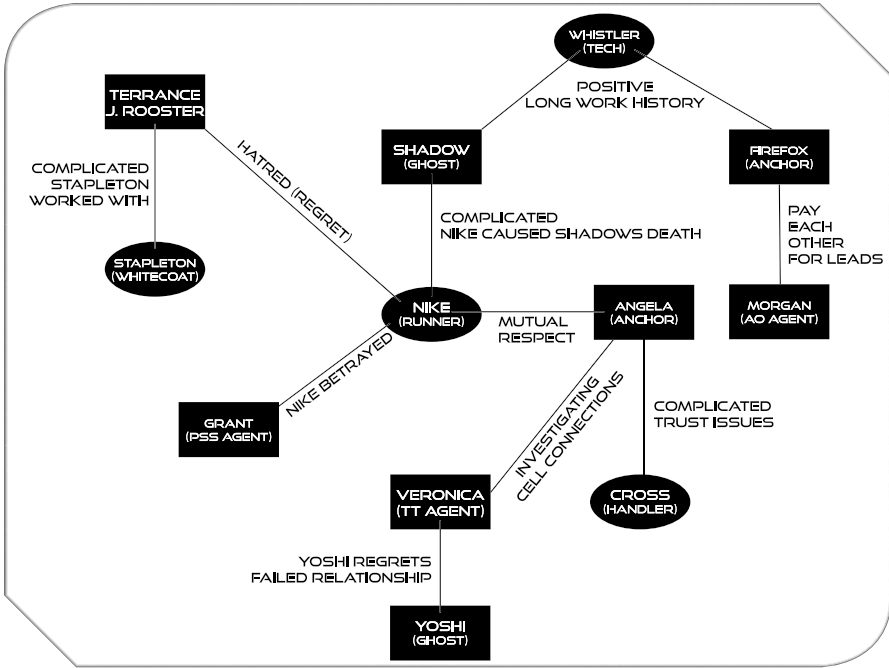 WHISTLER
(TECH)
POSITIVE
LONG WORK HISTORY
TERRANCE
J. ROOSTER
SHADOW
(GHOST)
FIREFOX
(ANCHOR)
HATRED (REGRET)
COMPLICATED
STAPLETON
WORKED WITH
COMPLICATED
NIKE CAUSED SHADOWS DEATH
PAY
EACH
OTHER
FOR LEADS
STAPLETON
(WHITECOAT)
NIKE
(RUNNER)
MUTUAL
RESPECT
ANGELA
(ANCHOR)
MORGAN
(AO AGENT)
NIKE BETRAYED
GRANT
(PSS AGENT)
INVESTIGATING
CELL CONNECTIONS
COMPLICATED
TRUST ISSUES
VERONICA
(TT AGENT)
CROSS
(HANDLER)
YOSHI REGRETS
FAILED RELATIONSHIP
YOSHI
(GHOST)